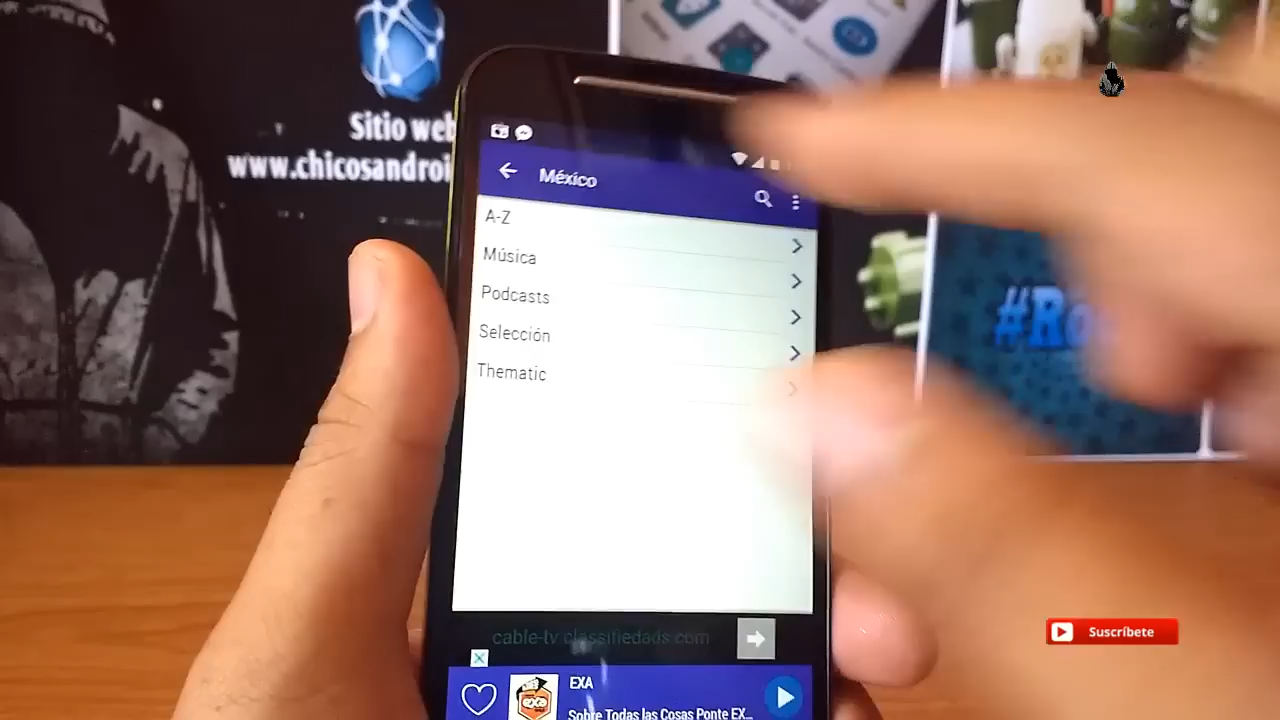 Sitio web
www.chicosandroi
México
A-Z
Música
Podcasts
Selección
Thematic
cable-tv.classifiedads.com
EXA
Sobre Todas las Cosas Ponte EX...
#Ro
Suscríbete